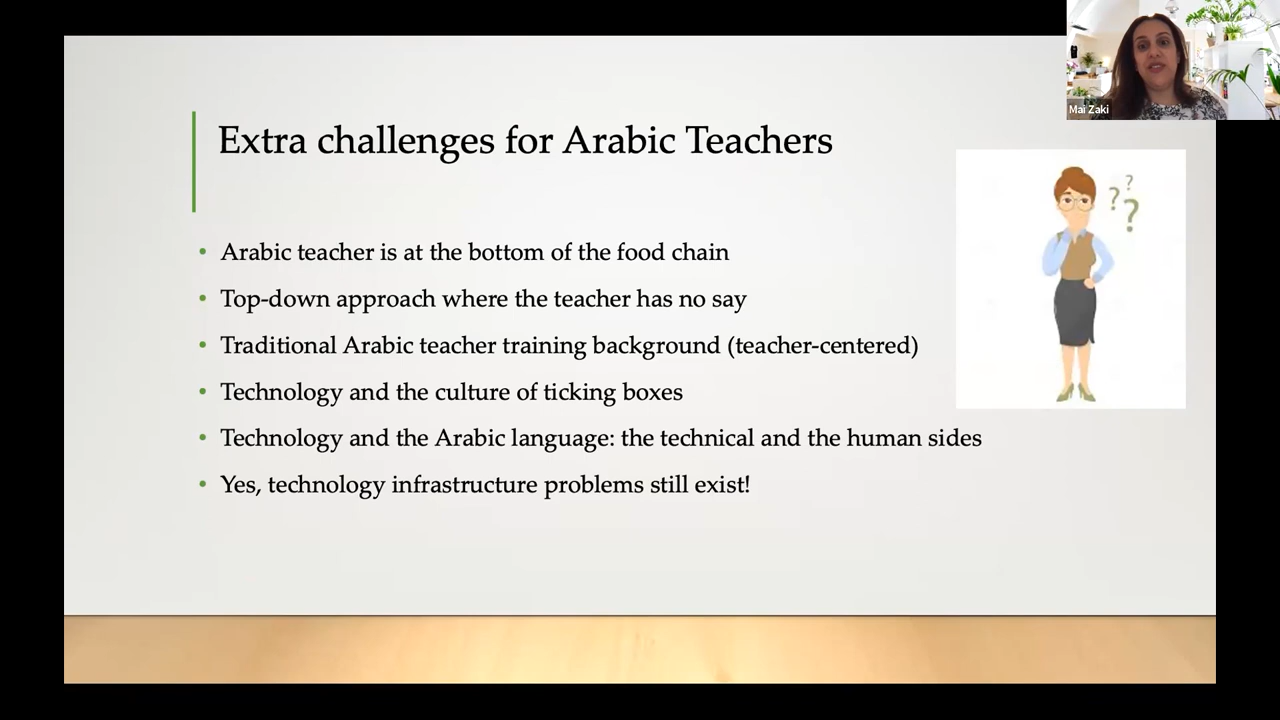 Mai Zaki
Extra challenges for Arabic Teachers
? ? ?
• Arabic teacher is at the bottom of the food chain
• Top-down approach where the teacher has no say
• Traditional Arabic teacher training background (teacher-centered)
• Technology and the culture of ticking boxes
• Technology and the Arabic language: the technical and the human sides
• Yes, technology infrastructure problems still exist!